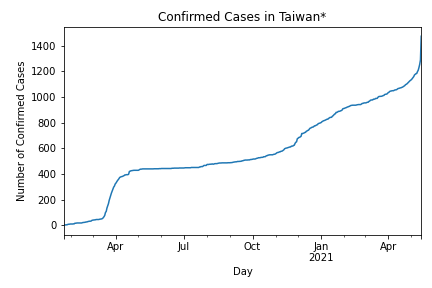 Confirmed Cases in Taiwan*
Number of Confirmed Cases
1400
1200
1000
800
600
400
200
0
Apr
Jul
Oct
Jan
2021
Apr
Day